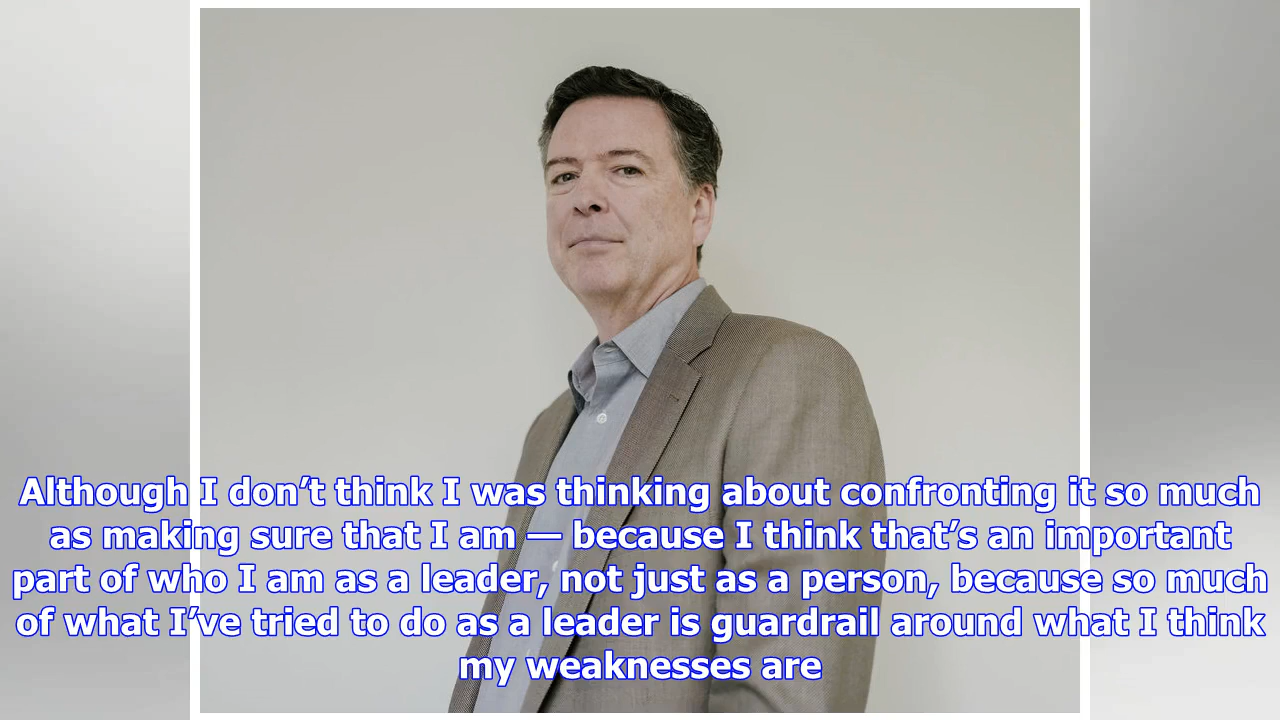 Although I don’t think I was thinking about confronting it so much
as making sure that I am — because I think that’s an important
part of who I am as a leader, not just as a person, because so much
of what I’ve tried to do as a leader is guardrail around what I think
my weaknesses are